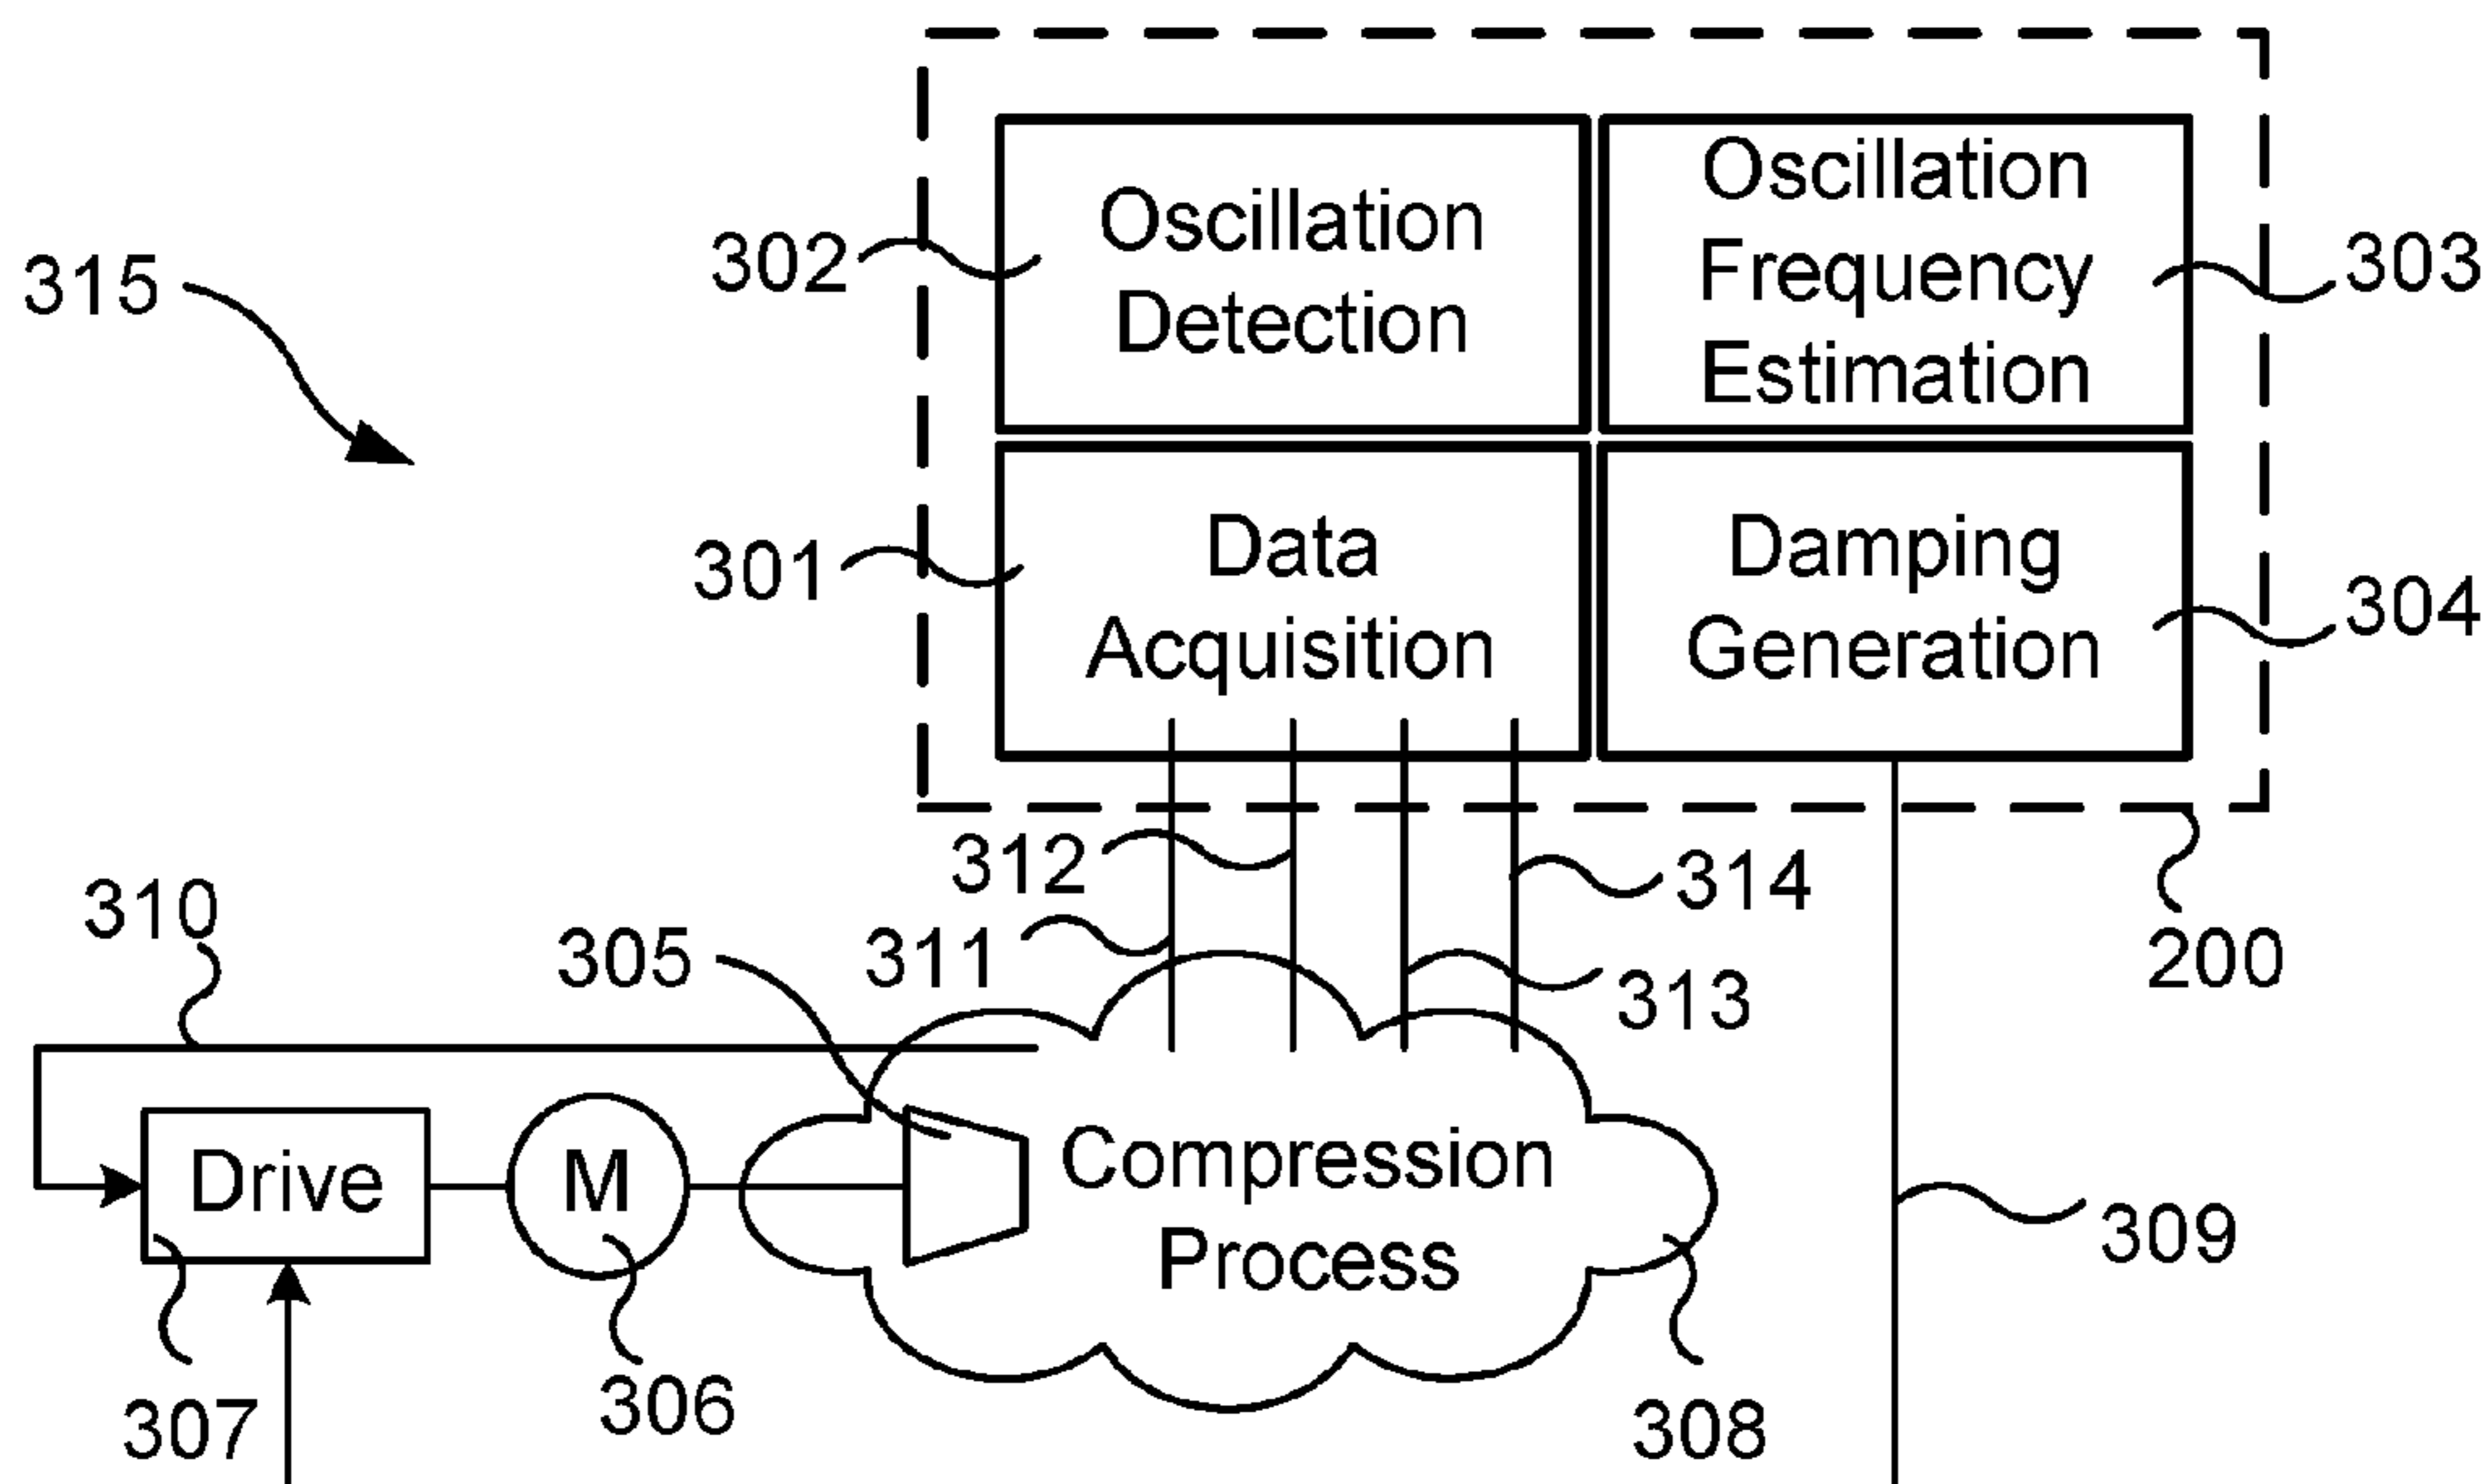 Oscillation
Detection
Oscillation
Frequency
Estimation
302
303
315
Data
Acquisition
Damping
Generation
301
304
312
314
310
305
311
313
200
Drive
M
Compression
Process
309
307
306
308